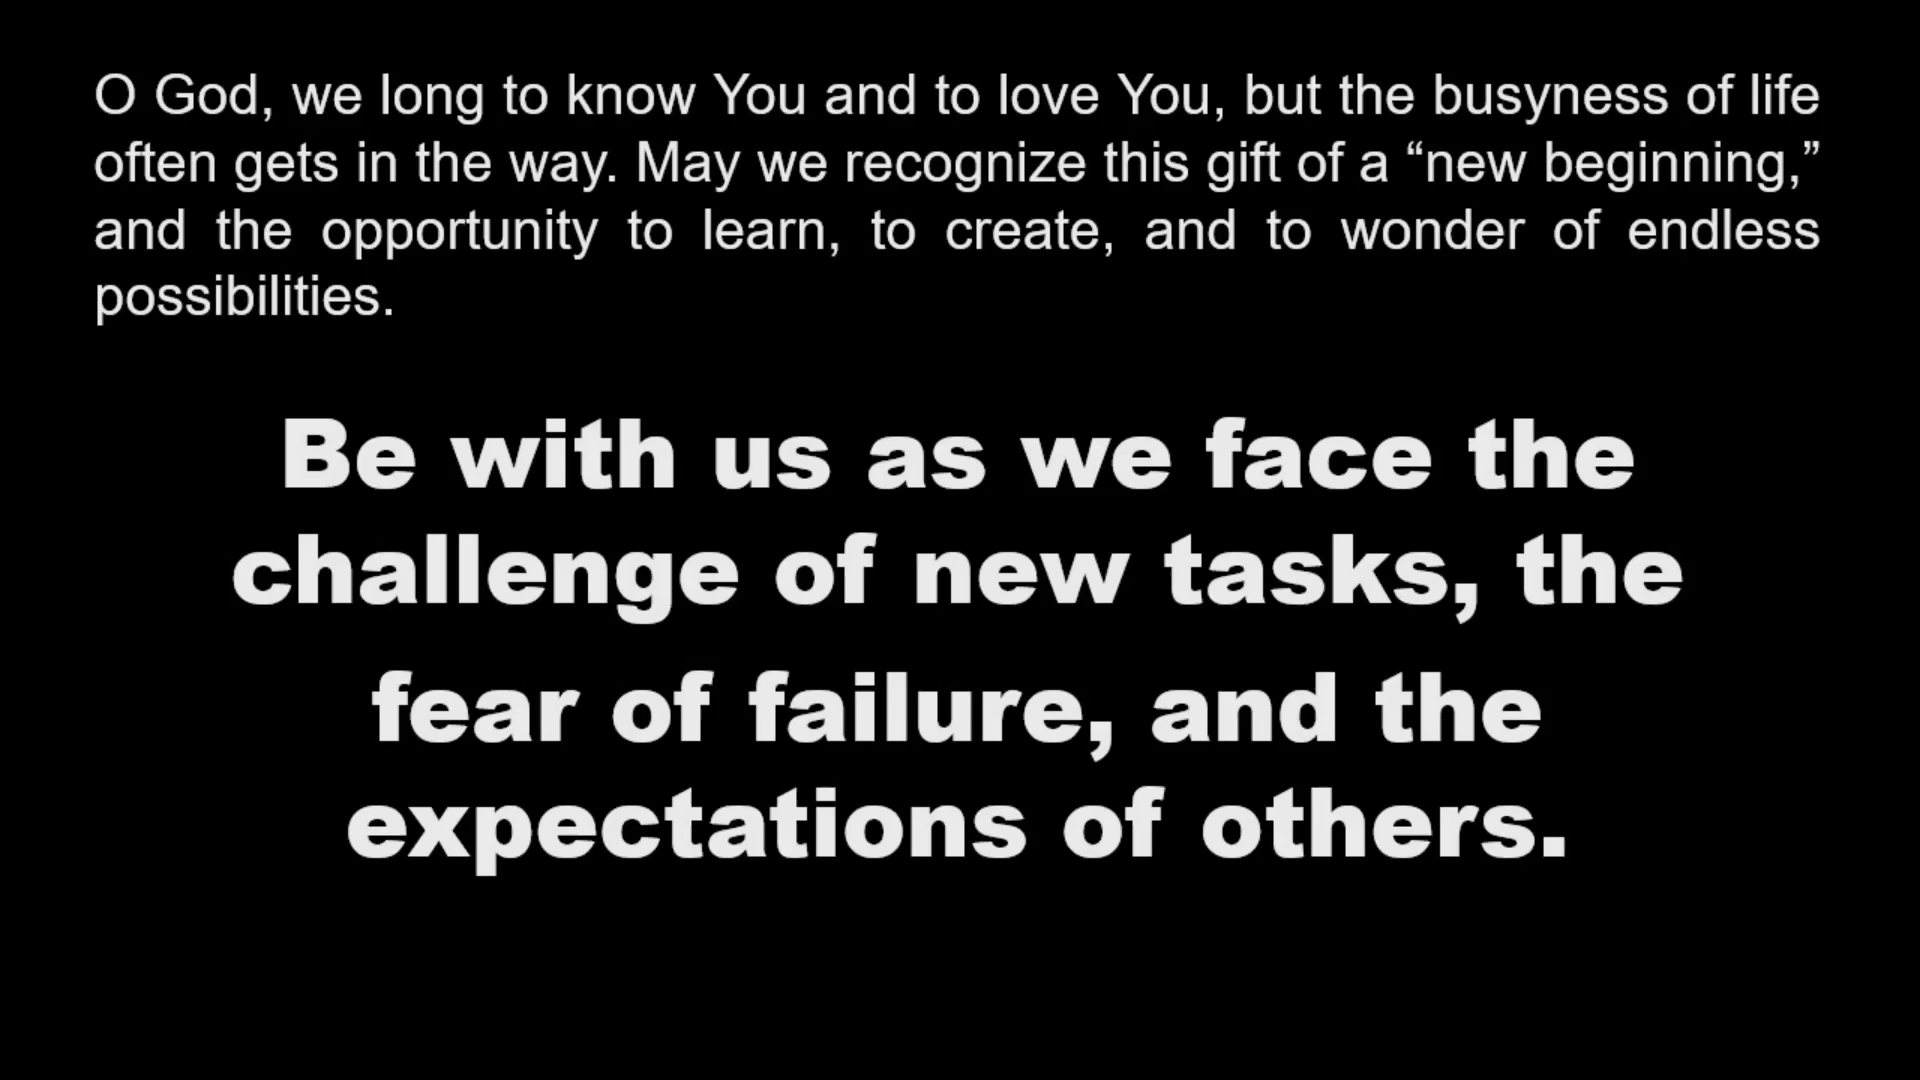 O God, we long to know You and to love You, but the busyness of life
often gets in the way. May we recognize this gift of a “new beginning,”
and the opportunity to learn, to create, and to wonder of endless
possibilities.
Be with us as we face the
challenge of new tasks, the
fear of failure, and the
expectations of others.